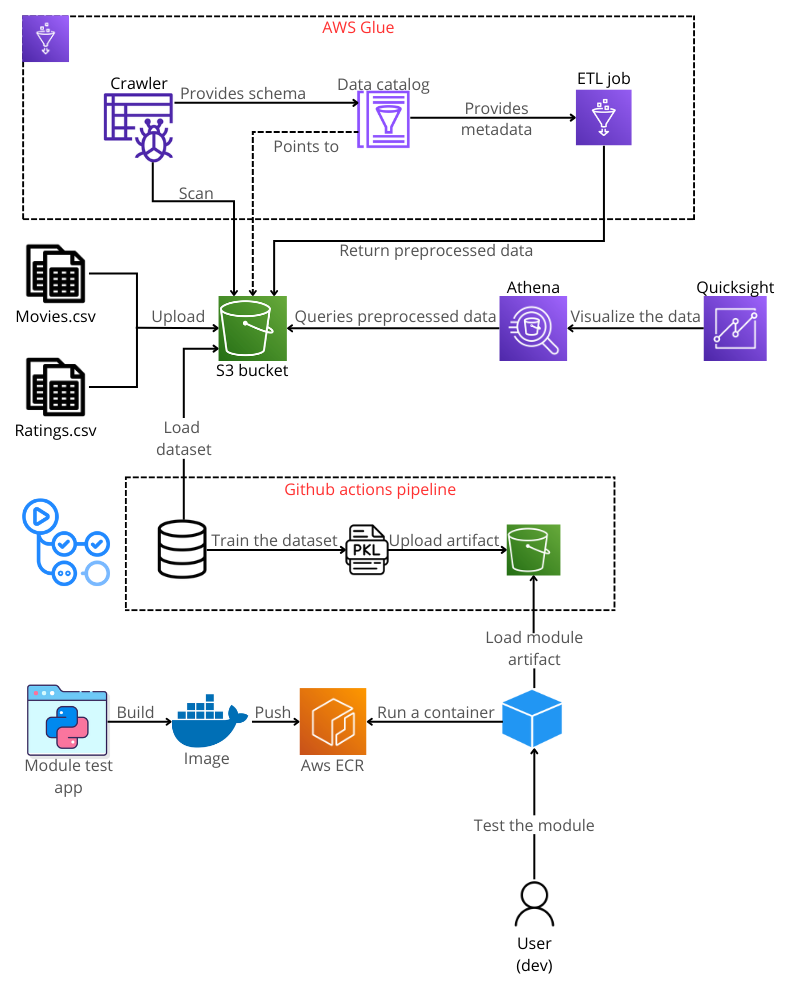 AWS Glue
Crawler
Provides schema
Data catalog
ETL job
Provides
metadata
Points to
Scan
Return preprocessed data
Movies.csv
Upload
Queries preprocessed data
Athena
Visualize the data
Quicksight
S3 bucket
Ratings.csv
Load
dataset
Github actions pipeline
Train the dataset
PKL
Upload artifact
Load module
artifact
Build
Push
Run a container
Module test
app
Image
Aws ECR
Test the module
User
(dev)